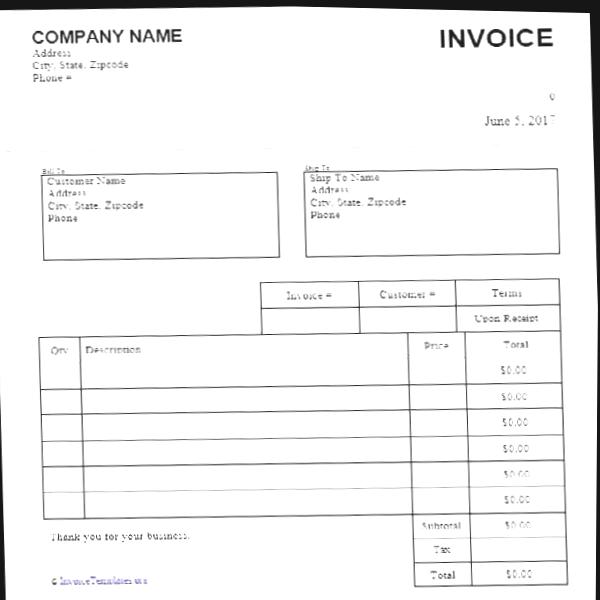 COMPANY NAME
INVOICE
Address
City, State, Zipcode
Phone #
0
June 5, 2017
Bill To
Ship To
Customer Name
Address
City, State, Zipcode
Phone
Ship To Name
Address
City, State, Zipcode
Phone
Invoice # Customer # Terms
Upon Receipt
Qty Description Price Total
$0.00
$0.00
$0.00
$0.00
$0.00
$0.00
Subtotal $0.00
Thank you for your business.
Tax
Total $0.00
© InvoiceTemplates.org